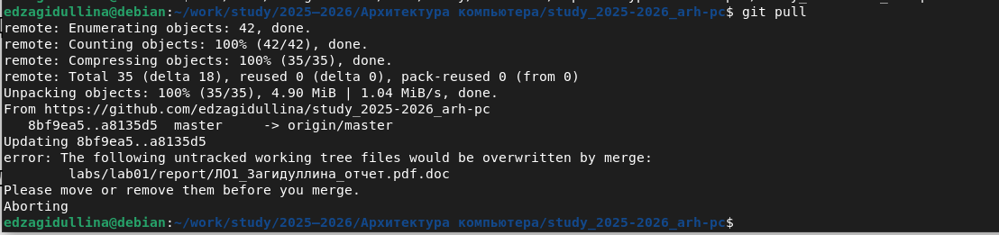 edzagidullina@debian:~/work/study/2025–2026/Архитектура компьютера/study_2025-2026_arh-pc$ git pull
remote: Enumerating objects: 42, done.
remote: Counting objects: 100% (42/42), done.
remote: Compressing objects: 100% (35/35), done.
remote: Total 35 (delta 18), reused 0 (delta 0), pack-reused 0 (from 0)
Unpacking objects: 100% (35/35), 4.90 MiB | 1.04 MiB/s, done.
From https://github.com/edzagidullina/study_2025-2026_arh-pc
   8bf9ea5..a8135d5  master     -> origin/master
Updating 8bf9ea5..a8135d5
error: The following untracked working tree files would be overwritten by merge:
        labs/lab01/report/ЛО1_Загидуллина_отчет.pdf.doc
Please move or remove them before you merge.
Aborting
edzagidullina@debian:~/work/study/2025–2026/Архитектура компьютера/study_2025-2026_arh-pc$